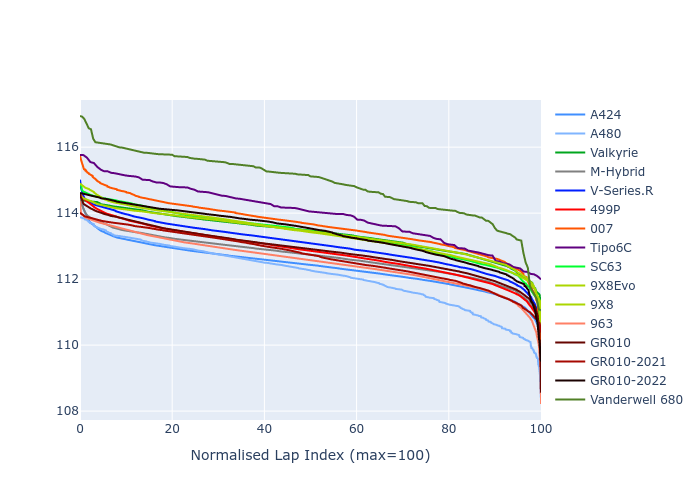 116
114
112
110
108
0 20 40 60 80 100
Normalised Lap Index (max=100)
A424
A480
Valkyrie
M-Hybrid
V-Series.R
499P
007
Tipo6C
SC63
9X8Evo
9X8
963
GR010
GR010-2021
GR010-2022
Vanderwell 680